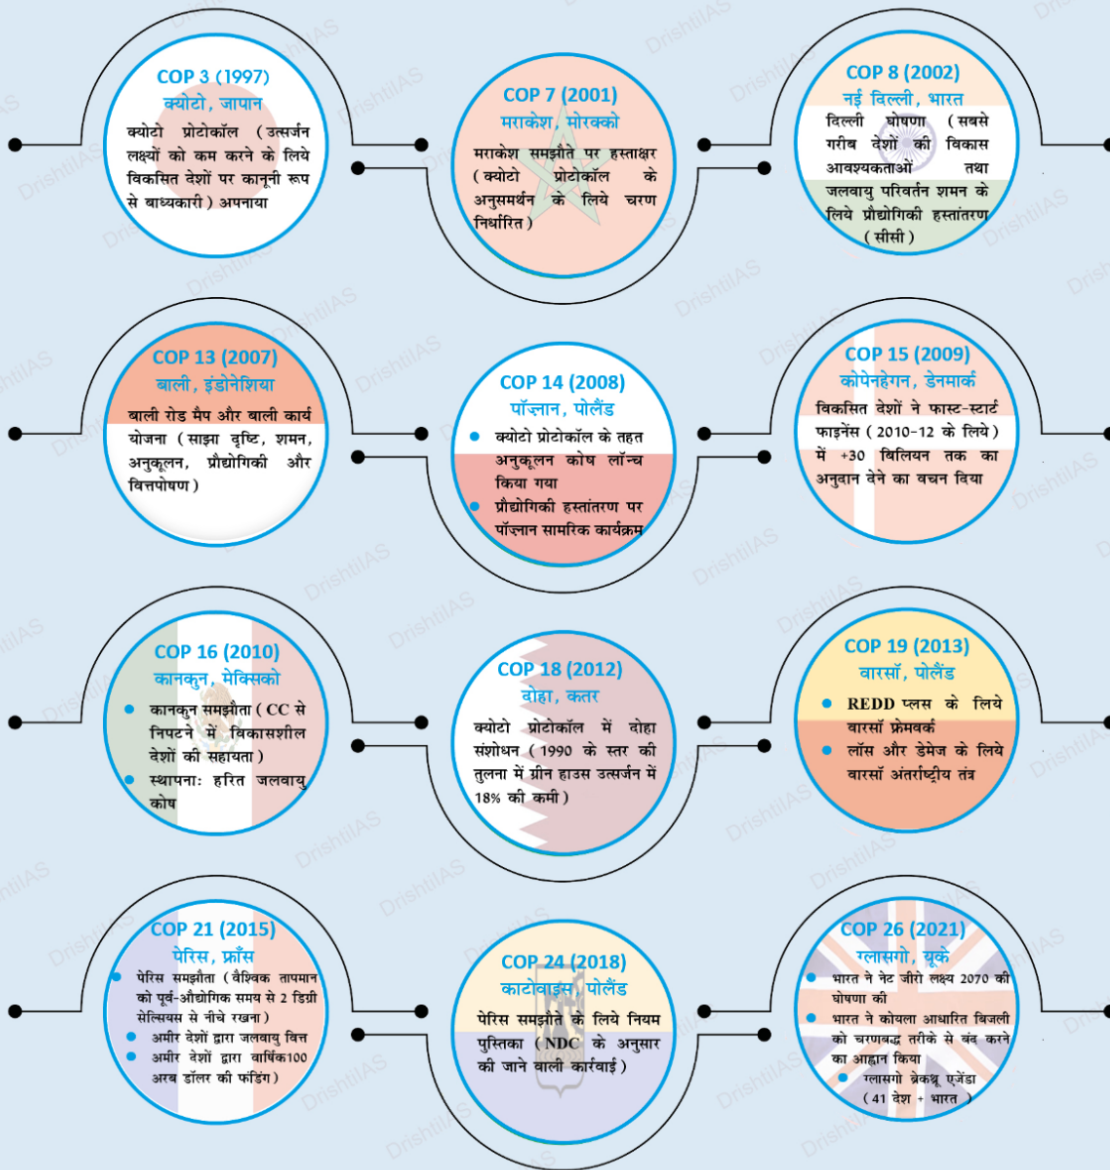 COP 3 (1997)
क्योटो, जापान
क्योटो प्रोटोकॉल (उत्सर्जन
लक्ष्यों को कम करने के लिये
विकसित देशों पर कानूनी रूप
से बाध्यकारी) अपनाया
COP 7 (2001)
मराकेश, मोरक्को
मराकेश समझौते पर हस्ताक्षर
(क्योटो प्रोटोकॉल के
अनुसमर्थन के लिये चरण
निर्धारित)
COP 8 (2002)
नई दिल्ली, भारत
दिल्ली घोषणा (सबसे
गरीब देशों की विकास
आवश्यकताओं तथा
जलवायु परिवर्तन शमन के
लिये प्रौद्योगिकी हस्तांतरण
(सीसी)
COP 13 (2007)
बाली, इंडोनेशिया
बाली रोड मैप और बाली कार्य
योजना (साझा दृष्टि, शमन,
अनुकूलन, प्रौद्योगिकी और
वित्तपोषण)
COP 14 (2008)
पॉज़्नान, पोलैंड
• क्योटो प्रोटोकॉल के तहत
अनुकूलन कोष लॉन्च
किया गया
• प्रौद्योगिकी हस्तांतरण पर
पॉज़्नान सामरिक कार्यक्रम
COP 15 (2009)
कोपेनहेगन, डेनमार्क
विकसित देशों ने फास्ट-स्टार्ट
फाइनेंस (2010-12 के लिये)
में +30 बिलियन तक का
अनुदान देने का वचन दिया
COP 16 (2010)
कानकुन, मेक्सिको
• कानकुन समझौता (CC से
निपटने में विकासशील
देशों की सहायता)
• स्थापना: हरित जलवायु
कोष
COP 18 (2012)
दोहा, कतर
क्योटो प्रोटोकॉल में दोहा
संशोधन (1990 के स्तर की
तुलना में ग्रीन हाउस उत्सर्जन में
18% की कमी)
COP 19 (2013)
वारसॉ, पोलैंड
• REDD प्लस के लिये
वारसॉ फ्रेमवर्क
• लॉस और डेमेज के लिये
वारसॉ अंतर्राष्ट्रीय तंत्र
COP 21 (2015)
पेरिस, फ्राँस
• पेरिस समझौता (वैश्विक तापमान
को पूर्व-औद्योगिक समय से 2 डिग्री
सेल्सियस से नीचे रखना)
• अमीर देशों द्वारा जलवायु वित्त
• अमीर देशों द्वारा वार्षिक100
अरब डॉलर की फंडिंग)
COP 24 (2018)
काटोवाइस, पोलैंड
पेरिस समझौते के लिये नियम
पुस्तिका (NDC के अनुसार
की जाने वाली कार्रवाई)
COP 26 (2021)
ग्लासगो, यूके
• भारत ने नेट जीरो लक्ष्य 2070 की
घोषणा की
• भारत ने कोयला आधारित बिजली
को चरणबद्ध तरीके से बंद करने
का आह्वान किया
• ग्लासगो ब्रेकथ्रू एजेंडा
(41 देश + भारत )
DrishtiIAS